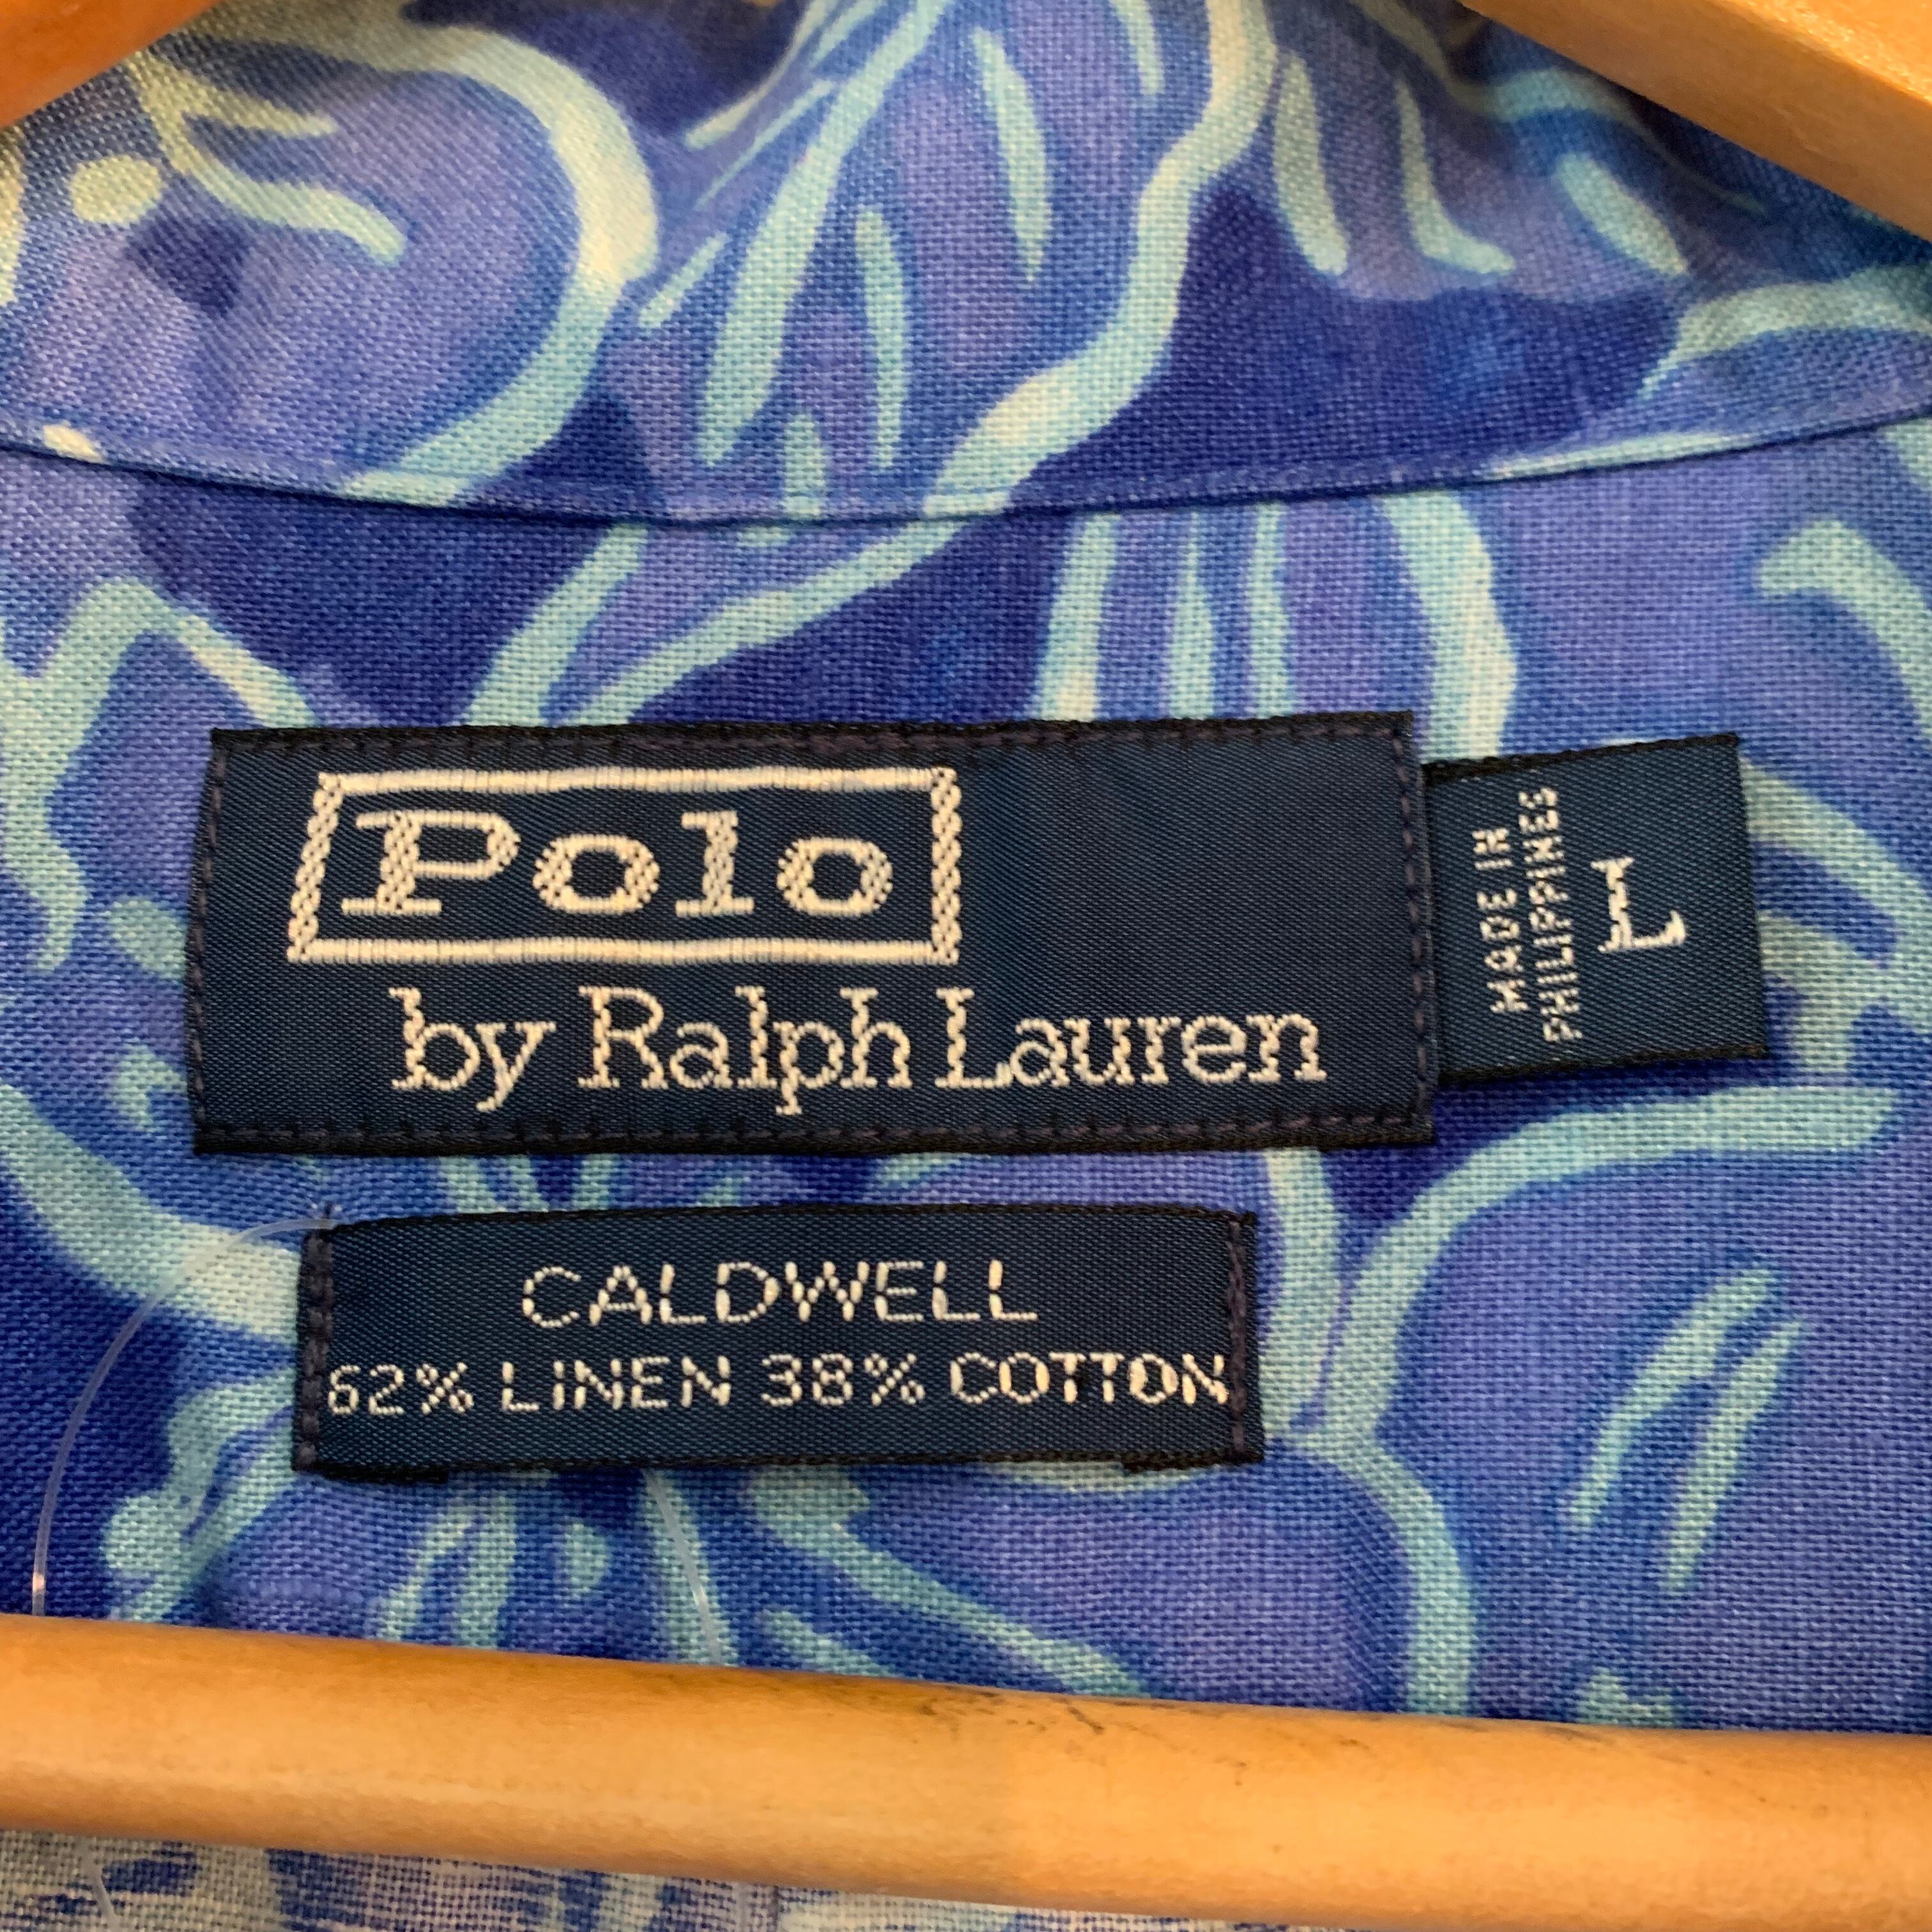 Polo
by Ralph Lauren
MADE IN
PHILIPPINES
L
CALDWELL
62% LINEN 38% COTTON